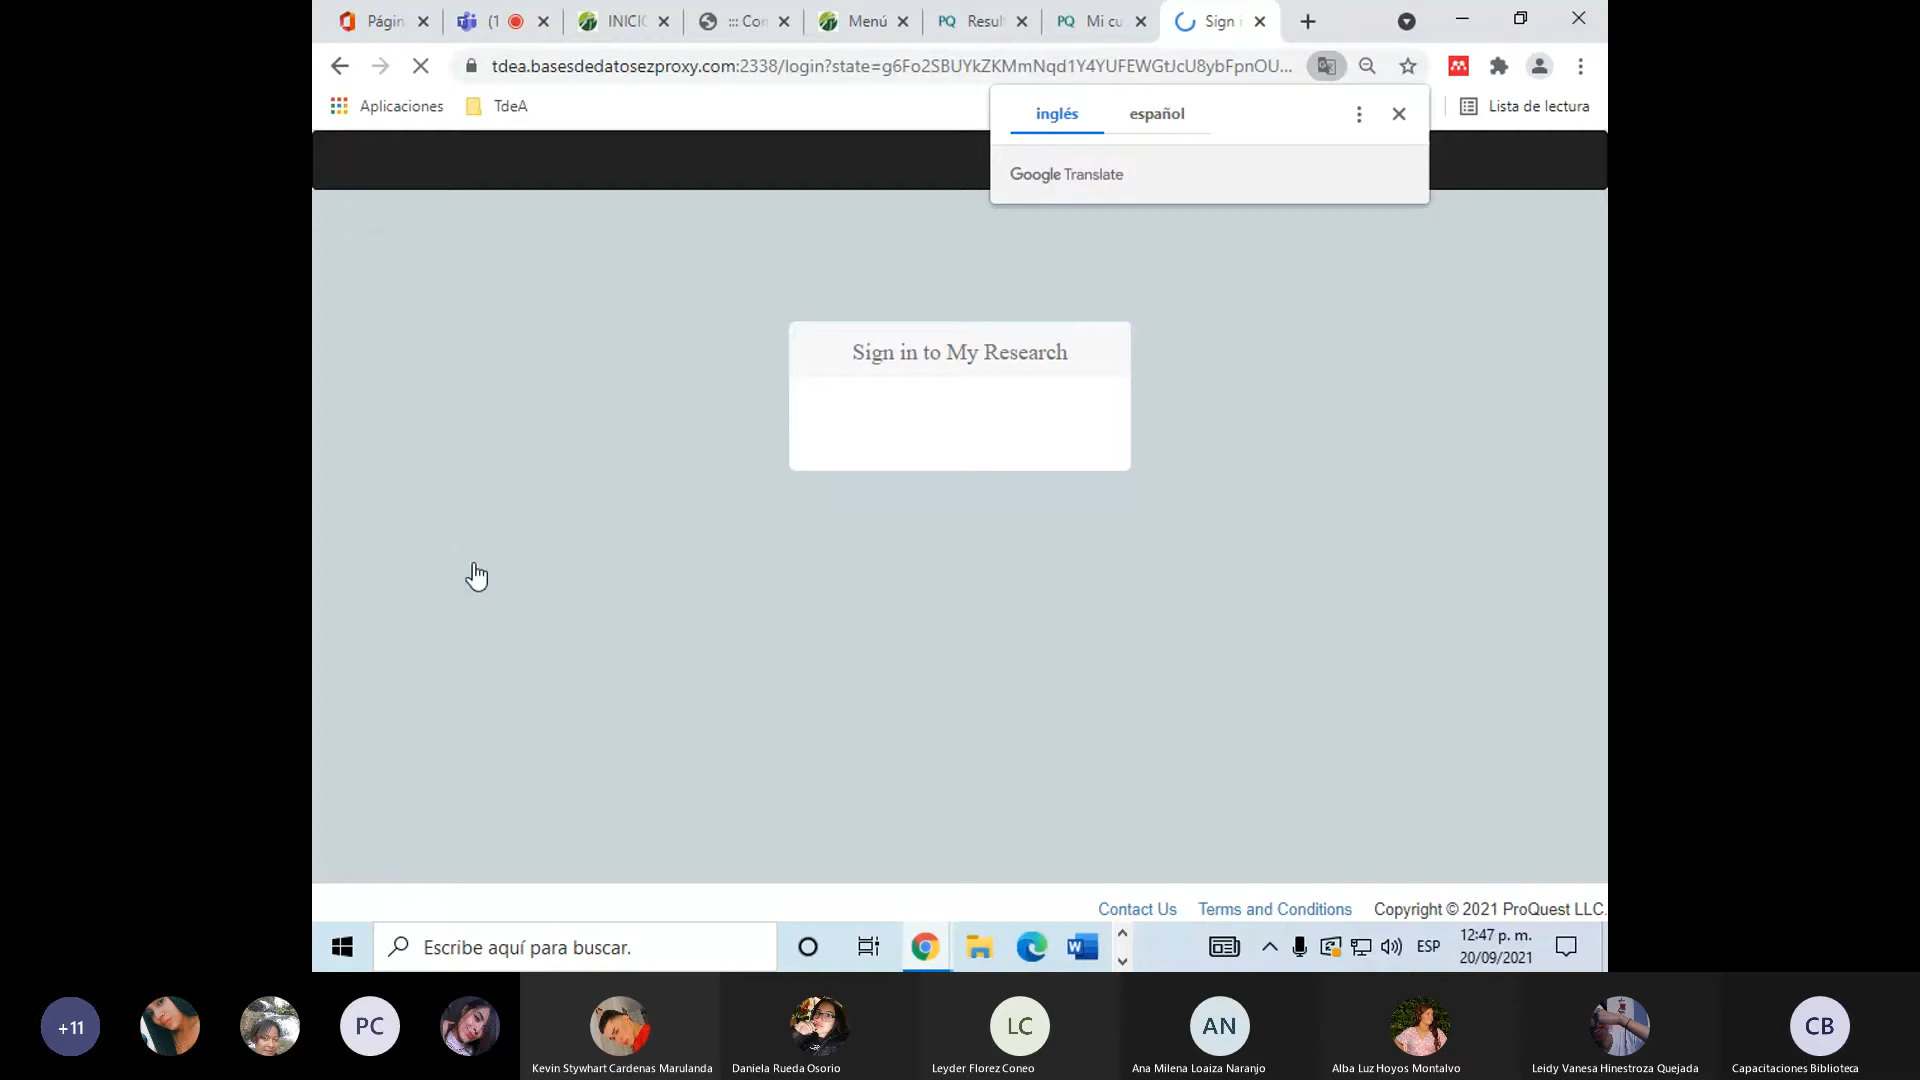 Págin
(1
INICIO
::: Con
Menú
PQ Resul
PQ Mi cu
Sign i
tdea.basesdedatosezproxy.com:2338/login?state=g6Fo2SBUYkZKMmNqd1Y4YUFEWGtJcU8ybFpnOU...
Aplicaciones
TdeA
Lista de lectura
inglés
español
Google Translate
Sign in to My Research
Contact Us
Terms and Conditions
Copyright © 2021 ProQuest LLC.
Escribe aquí para buscar.
ESP
12:47 p. m.
20/09/2021
+11
PC
LC
AN
CB
Kevin Stywhart Cardenas Marulanda
Daniela Rueda Osorio
Leyder Florez Coneo
Ana Milena Loaiza Naranjo
Alba Luz Hoyos Montalvo
Leidy Vanesa Hinestroza Quejada
Capacitaciones Biblioteca